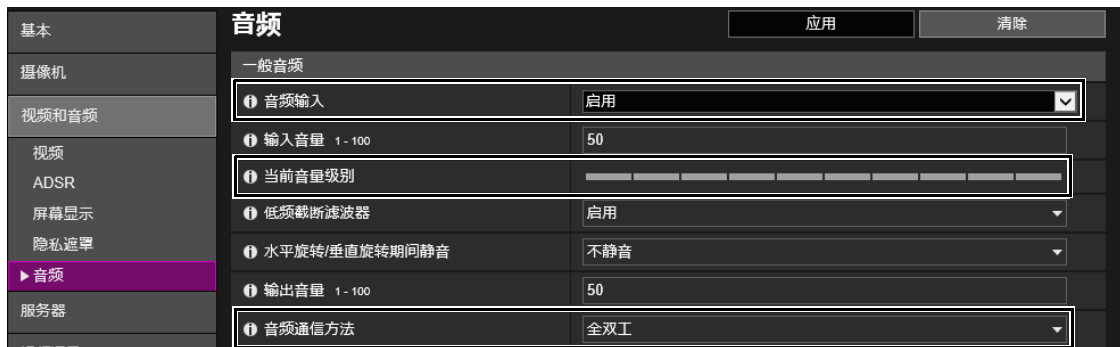 基本
摄像机
视频和音频
视频
ADSR
屏幕显示
隐私遮罩
▶音频
服务器
音频
应用
清除
一般音频
音频输入
启用
输入音量 1 - 100
50
当前音量级别
低频截断滤波器
启用
水平旋转/垂直旋转期间静音
不静音
输出音量 1 - 100
50
音频通信方法
全双工